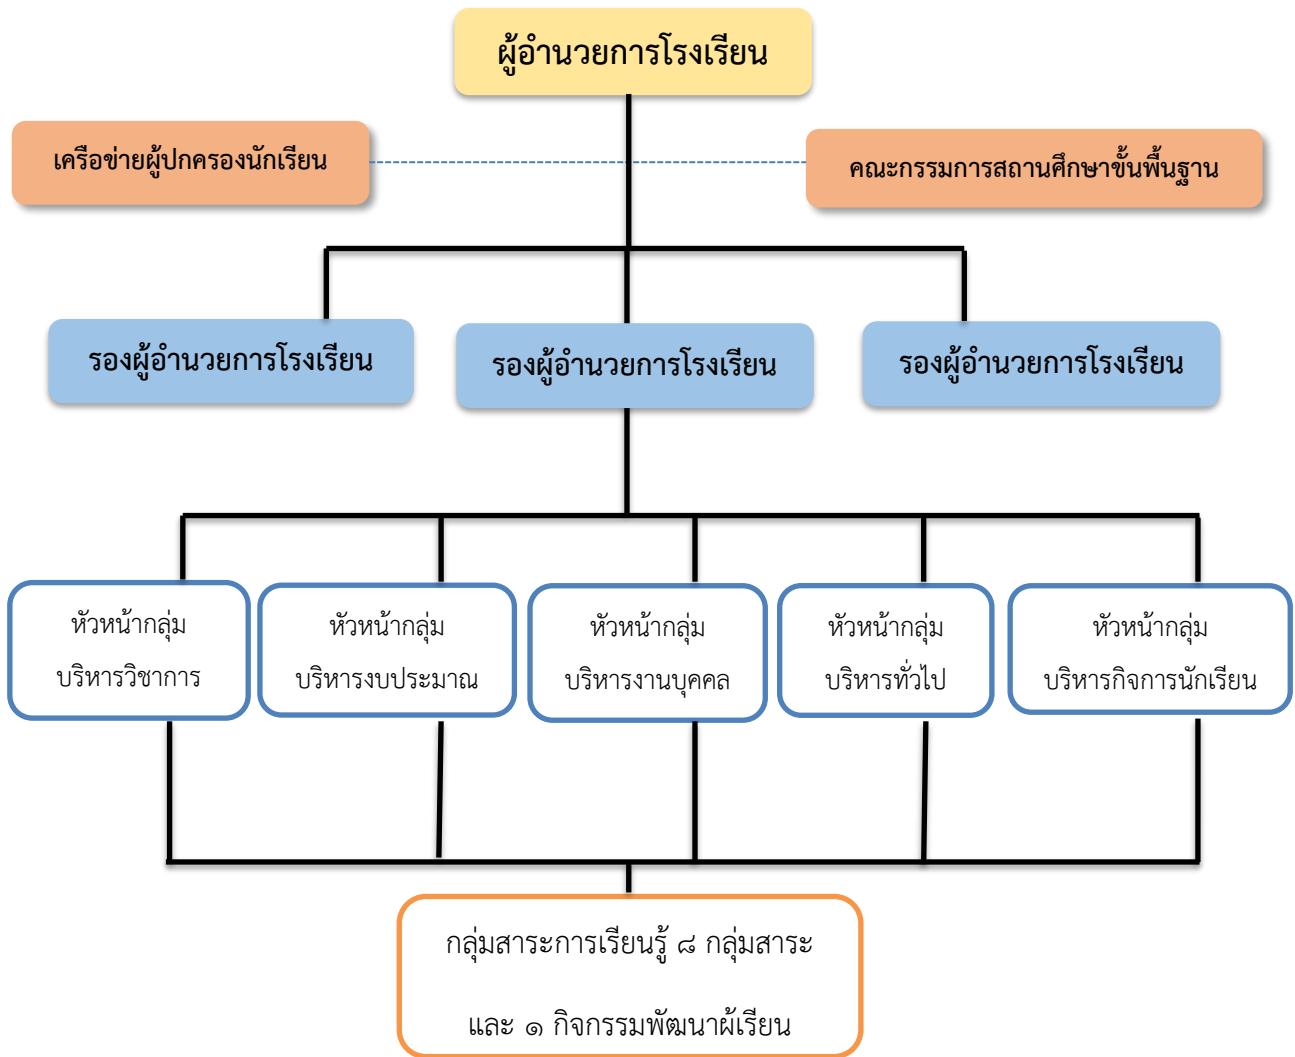 ผู้อำนวยการโรงเรียน
เครือข่ายผู้ปกครองนักเรียน
คณะกรรมการสถานศึกษาขั้นพื้นฐาน
รองผู้อำนวยการโรงเรียน
รองผู้อำนวยการโรงเรียน
รองผู้อำนวยการโรงเรียน
หัวหน้ากลุ่ม
บริหารวิชาการ
หัวหน้ากลุ่ม
บริหารงบประมาณ
หัวหน้ากลุ่ม
บริหารงานบุคคล
หัวหน้ากลุ่ม
บริหารทั่วไป
หัวหน้ากลุ่ม
บริหารกิจการนักเรียน
กลุ่มสาระการเรียนรู้ ๘ กลุ่มสาระ
และ ๑ กิจกรรมพัฒนาผู้เรียน